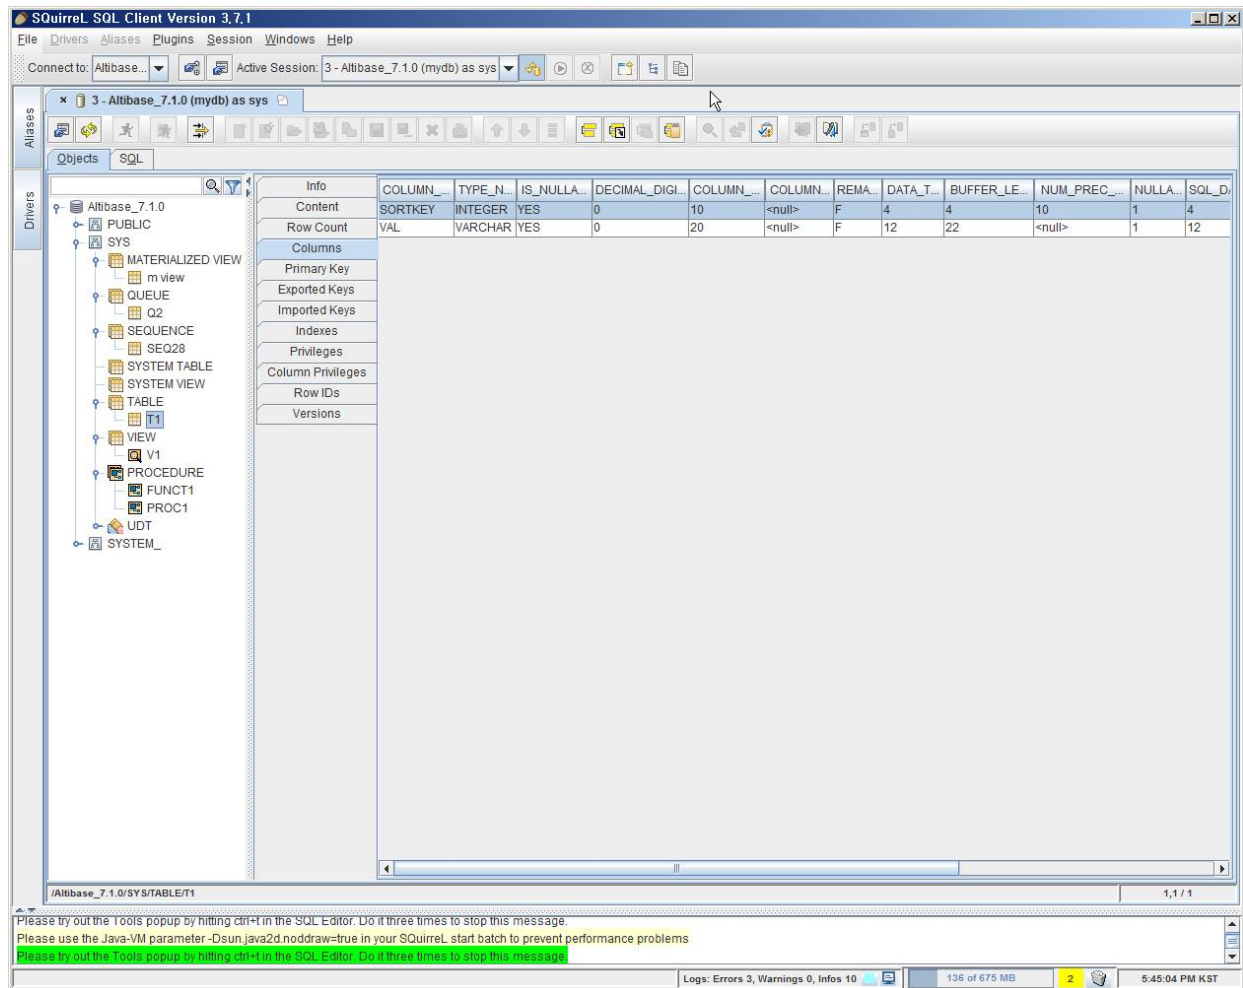 SQuirreL SQL Client Version 3.7.1
File Drivers Aliases Plugins Session Windows Help
Connect to: Altibase... Active Session: 3 - Altibase_7.1.0 (mydb) as sys
3 - Altibase_7.1.0 (mydb) as sys
Aliases
Drivers
Objects SQL
Altibase_7.1.0
PUBLIC
SYS
MATERIALIZED VIEW
m view
QUEUE
Q2
SEQUENCE
SEQ28
SYSTEM TABLE
SYSTEM VIEW
TABLE
T1
VIEW
V1
PROCEDURE
FUNCT1
PROC1
UDT
SYSTEM_
Info
Content
Row Count
Columns
Primary Key
Exported Keys
Imported Keys
Indexes
Privileges
Column Privileges
Row IDs
Versions
COLUMN_... TYPE_N... IS_NULLA... DECIMAL_DIGI... COLUMN_... COLUMN... REMA... DATA_T... BUFFER_LE... NUM_PREC_... NULLA... SQL_DA
SORTKEY INTEGER YES 0 10 <null> F 4 4 10 1 4
VAL VARCHAR YES 0 20 <null> F 12 22 <null> 1 12
/Altibase_7.1.0/SYS/TABLE/T1 1,1 / 1
Please try out the Tools popup by hitting ctrl+t in the SQL Editor. Do it three times to stop this message.
Please use the Java-VM parameter -Dsun.java2d.noddraw=true in your SQuirreL start batch to prevent performance problems
Please try out the Tools popup by hitting ctrl+t in the SQL Editor. Do it three times to stop this message.
Logs: Errors 3, Warnings 0, Infos 10 136 of 675 MB 2 5:45:04 PM KST